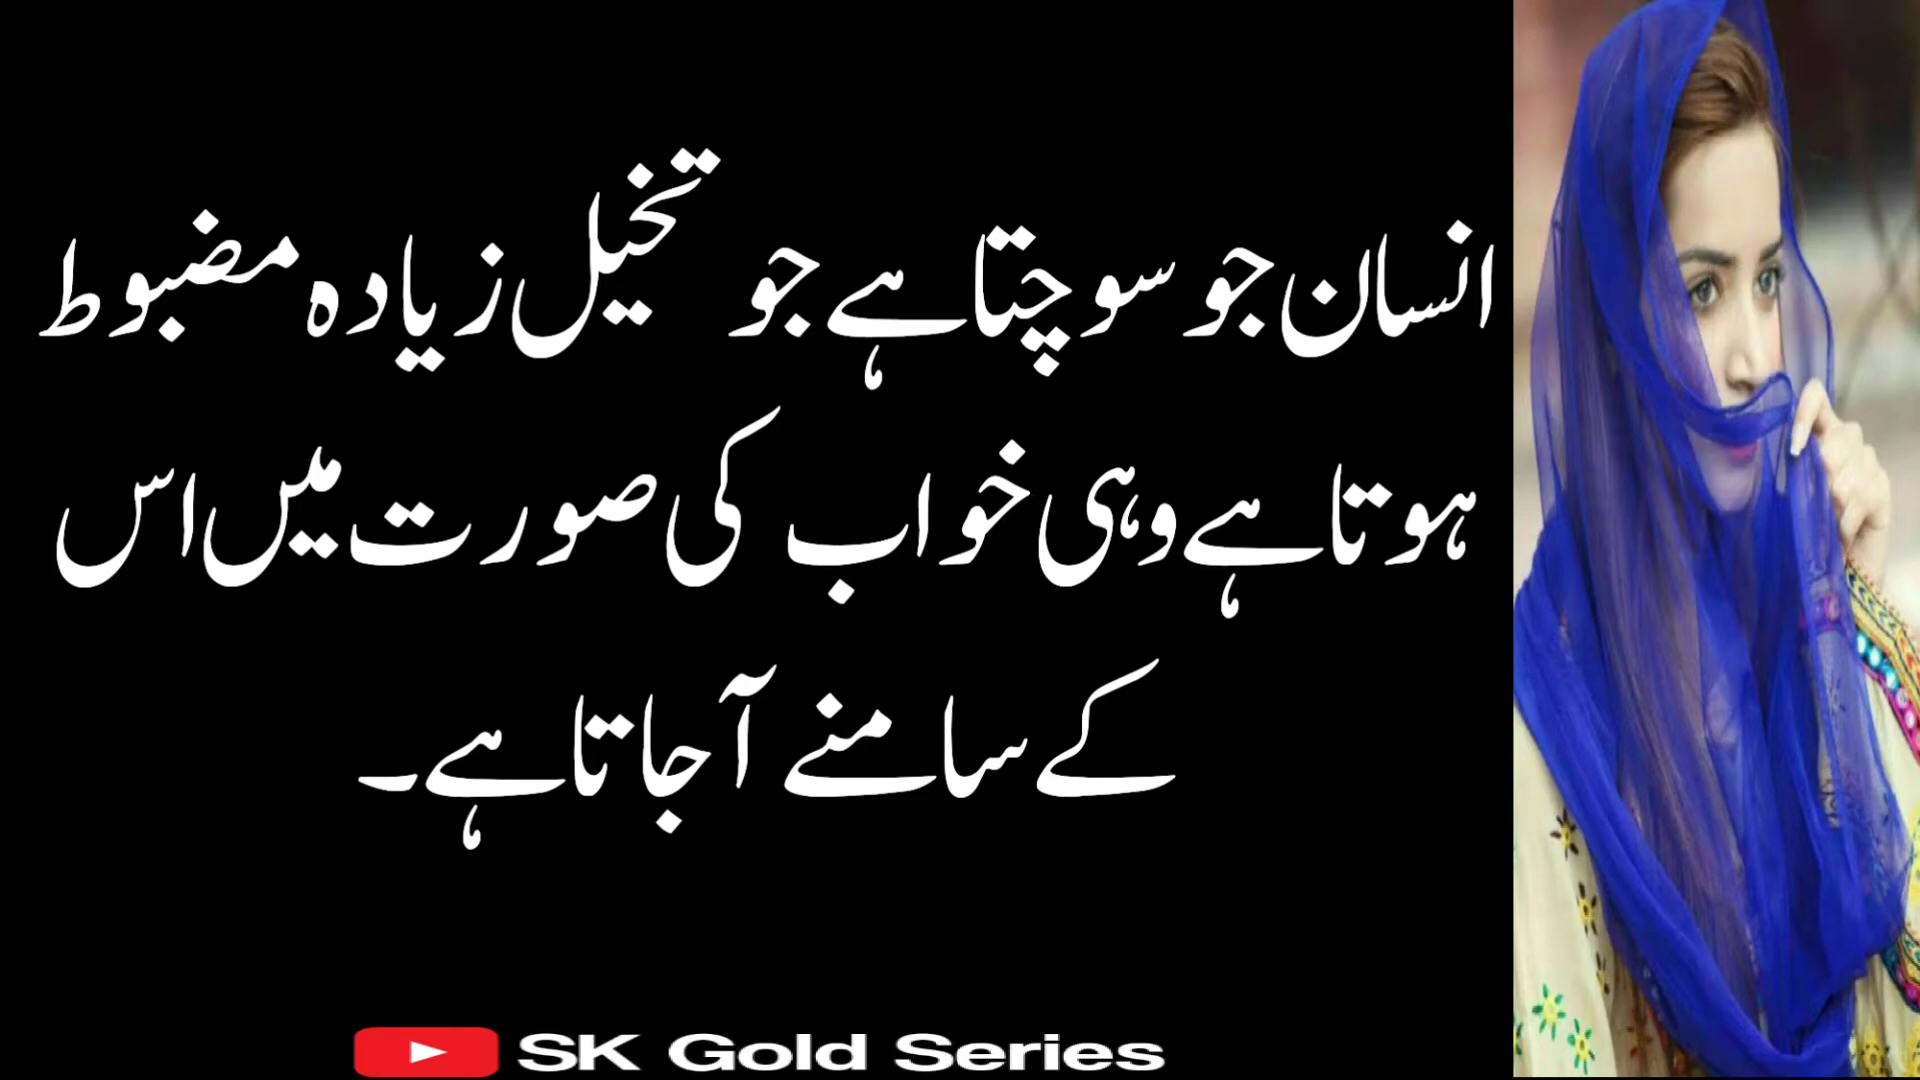 انسان جو سوچتا ہے جو تخیل زیادہ مضبوط
ہوتا ہے وہی خواب کی صورت میں اس
کے سامنے آ جاتا ہے۔
SK Gold Series